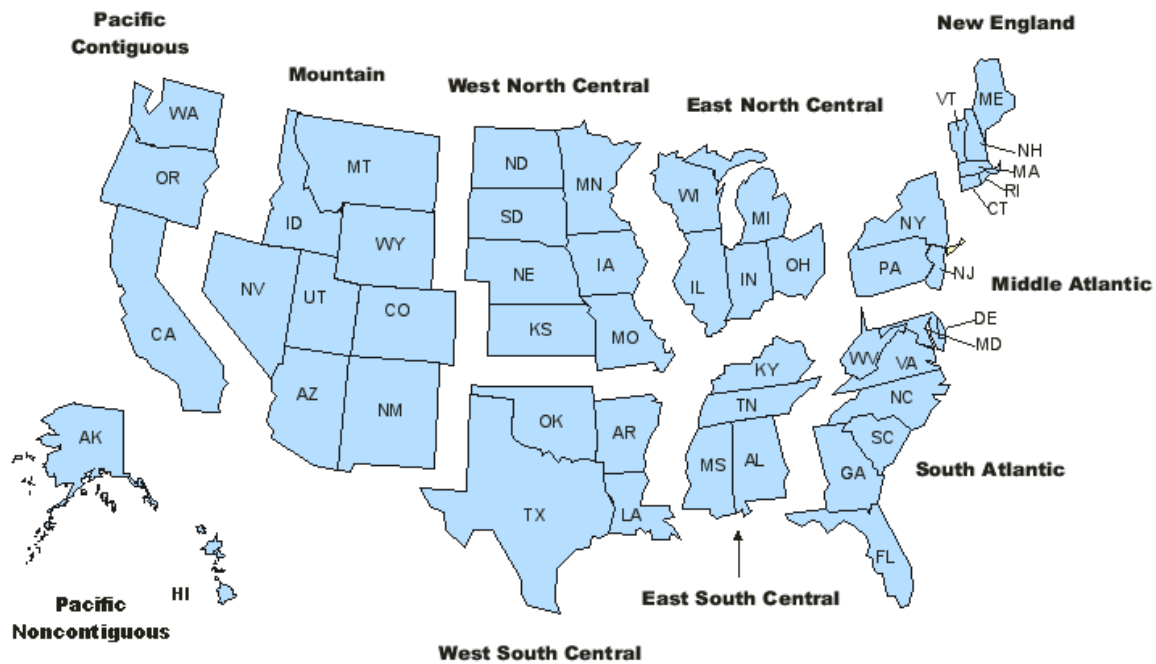 Pacific
Contiguous
Mountain
West North Central
East North Central
New England
WA
OR
CA
MT
ID
WY
NV
UT
CO
AZ
NM
ND
MN
SD
NE
IA
KS
MO
WI
MI
IL
IN
OH
VT
ME
NH
MA
RI
CT
NY
PA
NJ
Middle Atlantic
DE
MD
WV
VA
KY
TN
NC
SC
MS
AL
GA
FL
South Atlantic
OK
AR
TX
LA
AK
HI
Pacific
Noncontiguous
East South Central
West South Central